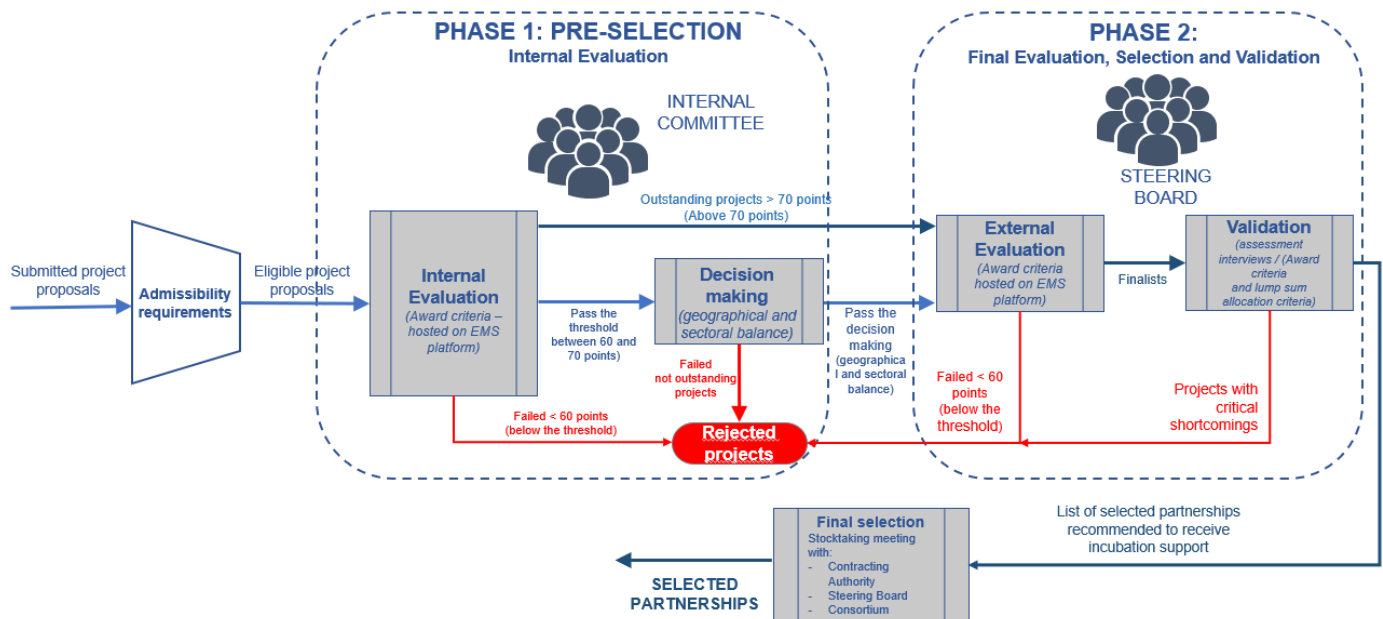 PHASE 1: PRE-SELECTION
Internal Evaluation
INTERNAL
COMMITTEE
PHASE 2:
Final Evaluation, Selection and Validation
STEERING
BOARD
Submitted project
proposals
Admissibility
requirements
Eligible project
proposals
Internal
Evaluation
(Award criteria –
hosted on EMS
platform)
Outstanding projects > 70 points
(Above 70 points)
Pass the
threshold
between 60 and
70 points)
Decision
making
(geographical and
sectoral balance)
Pass the
decision
making
(geographica
l and sectoral
balance)
External
Evaluation
(Award criteria
hosted on EMS
platform)
Finalists
Validation
(assessment
interviews / (Award
criteria
and lump sum
allocation criteria)
Failed
not outstanding
projects
Failed < 60 points
(below the threshold)
Rejected
projects
Failed < 60
points
(below the
threshold)
Projects with
critical
shortcomings
List of selected partnerships
recommended to receive
incubation support
Final selection
Stocktaking meeting
with:
- Contracting
Authority
- Steering Board
- Consortium
SELECTED
PARTNERSHIPS